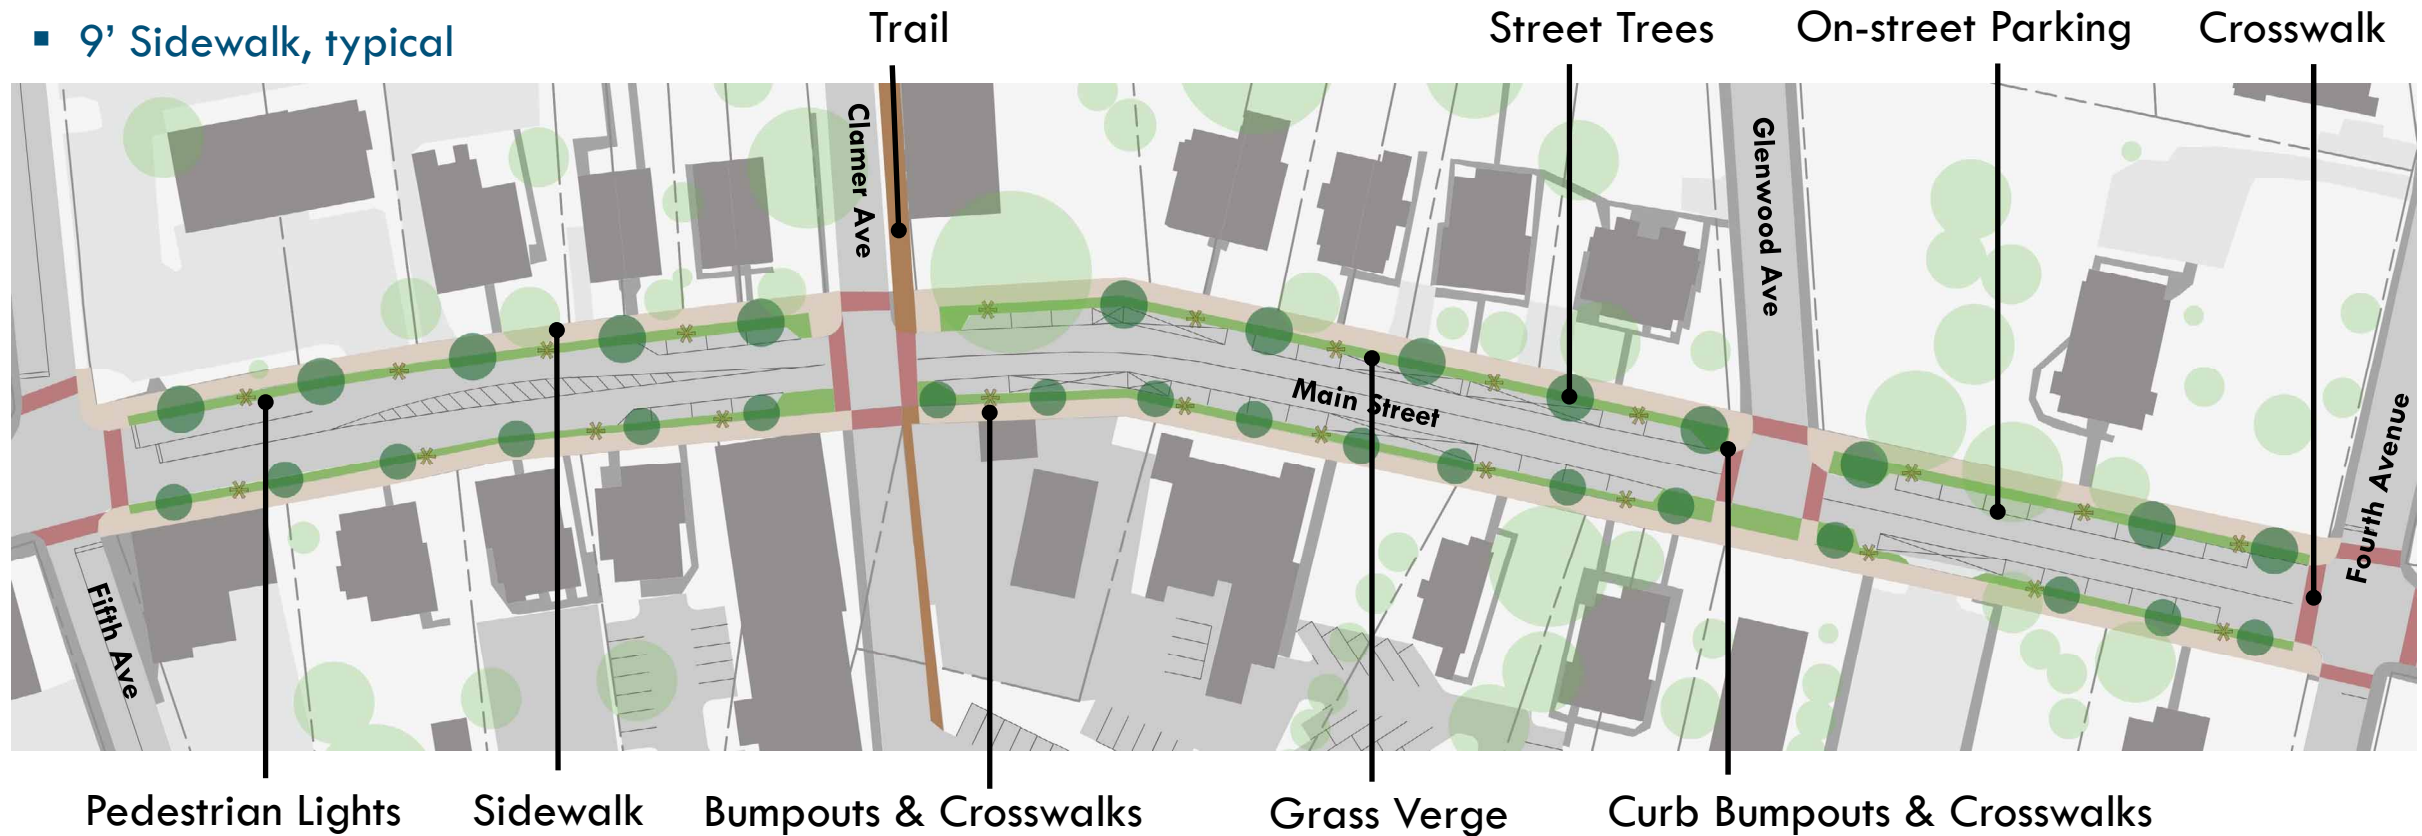 ▪ 9’ Sidewalk, typical
Trail
Street Trees
On-street Parking
Crosswalk
Clamer Ave
Glenwood Ave
Main Street
Fourth Avenue
Fifth Ave
Pedestrian Lights
Sidewalk
Bumpouts & Crosswalks
Grass Verge
Curb Bumpouts & Crosswalks